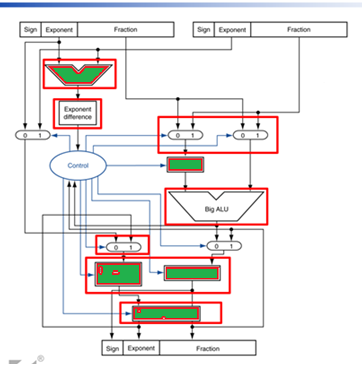 Sign Exponent Fraction Sign Exponent Fraction
Exponent
difference
0 1 0 1 0 1
Control
Big ALU
0 1 0 1
Sign Exponent Fraction
®